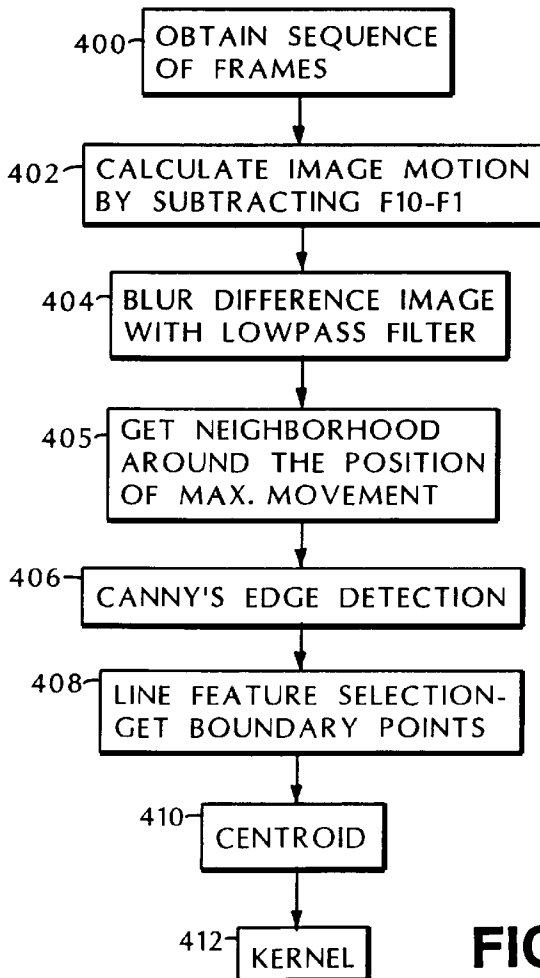 400
OBTAIN SEQUENCE
OF FRAMES
402
CALCULATE IMAGE MOTION
BY SUBTRACTING F10-F1
404
BLUR DIFFERENCE IMAGE
WITH LOWPASS FILTER
405
GET NEIGHBORHOOD
AROUND THE POSITION
OF MAX. MOVEMENT
406
CANNY'S EDGE DETECTION
408
LINE FEATURE SELECTION-
GET BOUNDARY POINTS
410
CENTROID
412
KERNEL
FIG